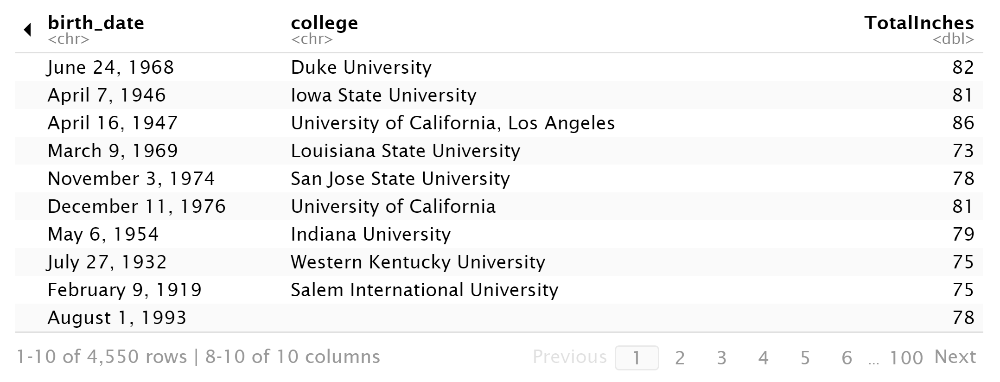 birth_date college TotalInches
<chr> <chr> <dbl>
June 24, 1968 Duke University 82
April 7, 1946 Iowa State University 81
April 16, 1947 University of California, Los Angeles 86
March 9, 1969 Louisiana State University 73
November 3, 1974 San Jose State University 78
December 11, 1976 University of California 81
May 6, 1954 Indiana University 79
July 27, 1932 Western Kentucky University 75
February 9, 1919 Salem International University 75
August 1, 1993 78
1-10 of 4,550 rows | 8-10 of 10 columns Previous 1 2 3 4 5 6 ... 100 Next